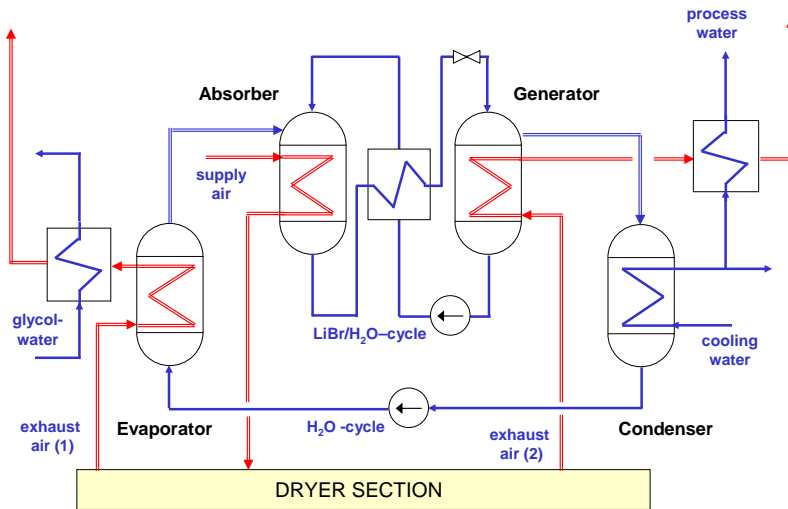 process
water
Absorber
Generator
supply
air
glycol-
water
LiBr/H₂O–cycle
cooling
water
exhaust
air (1)
Evaporator
H₂O -cycle
exhaust
air (2)
Condenser
DRYER SECTION